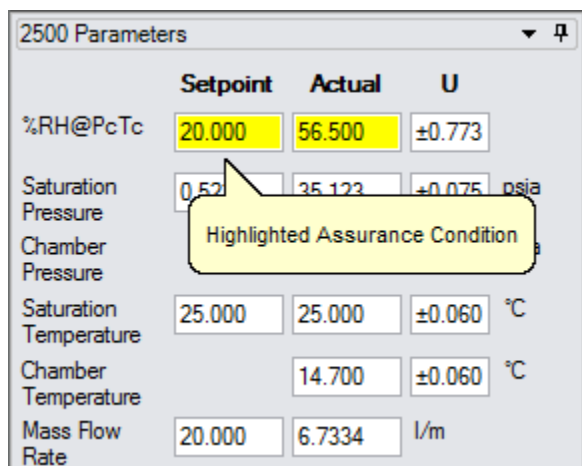 2500 Parameters
Setpoint Actual U
%RH@PcTc 20.000 56.500 ±0.773
Saturation Pressure 35.123 ±0.075 psia
Highlighted Assurance Condition
Chamber Pressure
Saturation Temperature 25.000 25.000 ±0.060 °C
Chamber Temperature 14.700 ±0.060 °C
Mass Flow Rate 20.000 6.7334 l/m